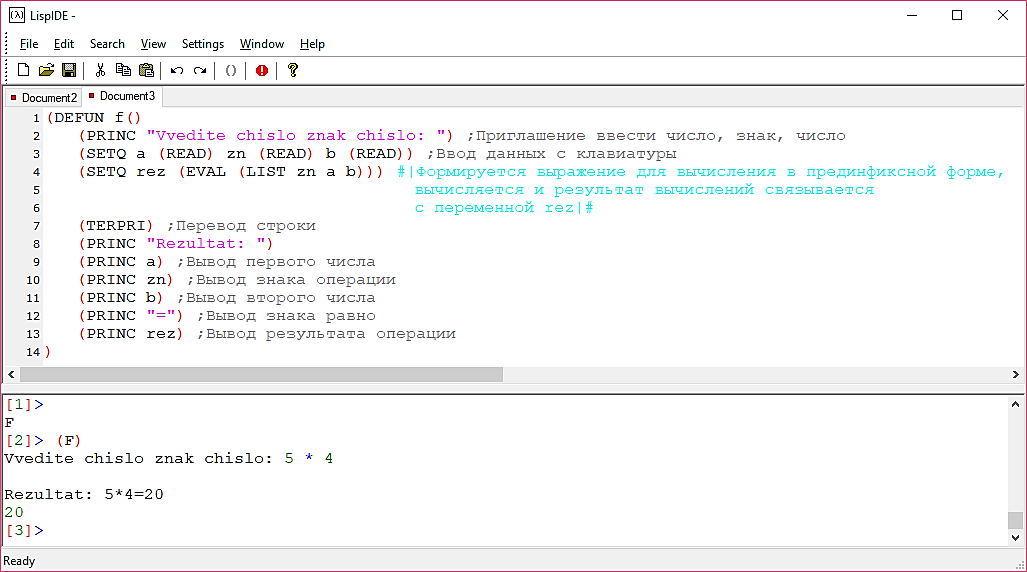 LispIDE -
File Edit Search View Settings Window Help
Document2 Document3
1 (DEFUN f()
2 (PRINC "Vvedite chislo znak chislo: ") ;Приглашение ввести число, знак, число
3 (SETQ a (READ) zn (READ) b (READ)) ;Ввод данных с клавиатуры
4 (SETQ rez (EVAL (LIST zn a b))) #|Формируется выражение для вычисления в прединфиксной форме,
5 вычисляется и результат вычислений связывается
6 с переменной rez|#
7 (TERPRI) ;Перевод строки
8 (PRINC "Rezultat: ")
9 (PRINC a) ;Вывод первого числа
10 (PRINC zn) ;Вывод знака операции
11 (PRINC b) ;Вывод второго числа
12 (PRINC "=") ;Вывод знака равно
13 (PRINC rez) ;Вывод результата операции
14 )
[1]>
F
[2]> (F)
Vvedite chislo znak chislo: 5 * 4
Rezultat: 5*4=20
20
[3]>
Ready